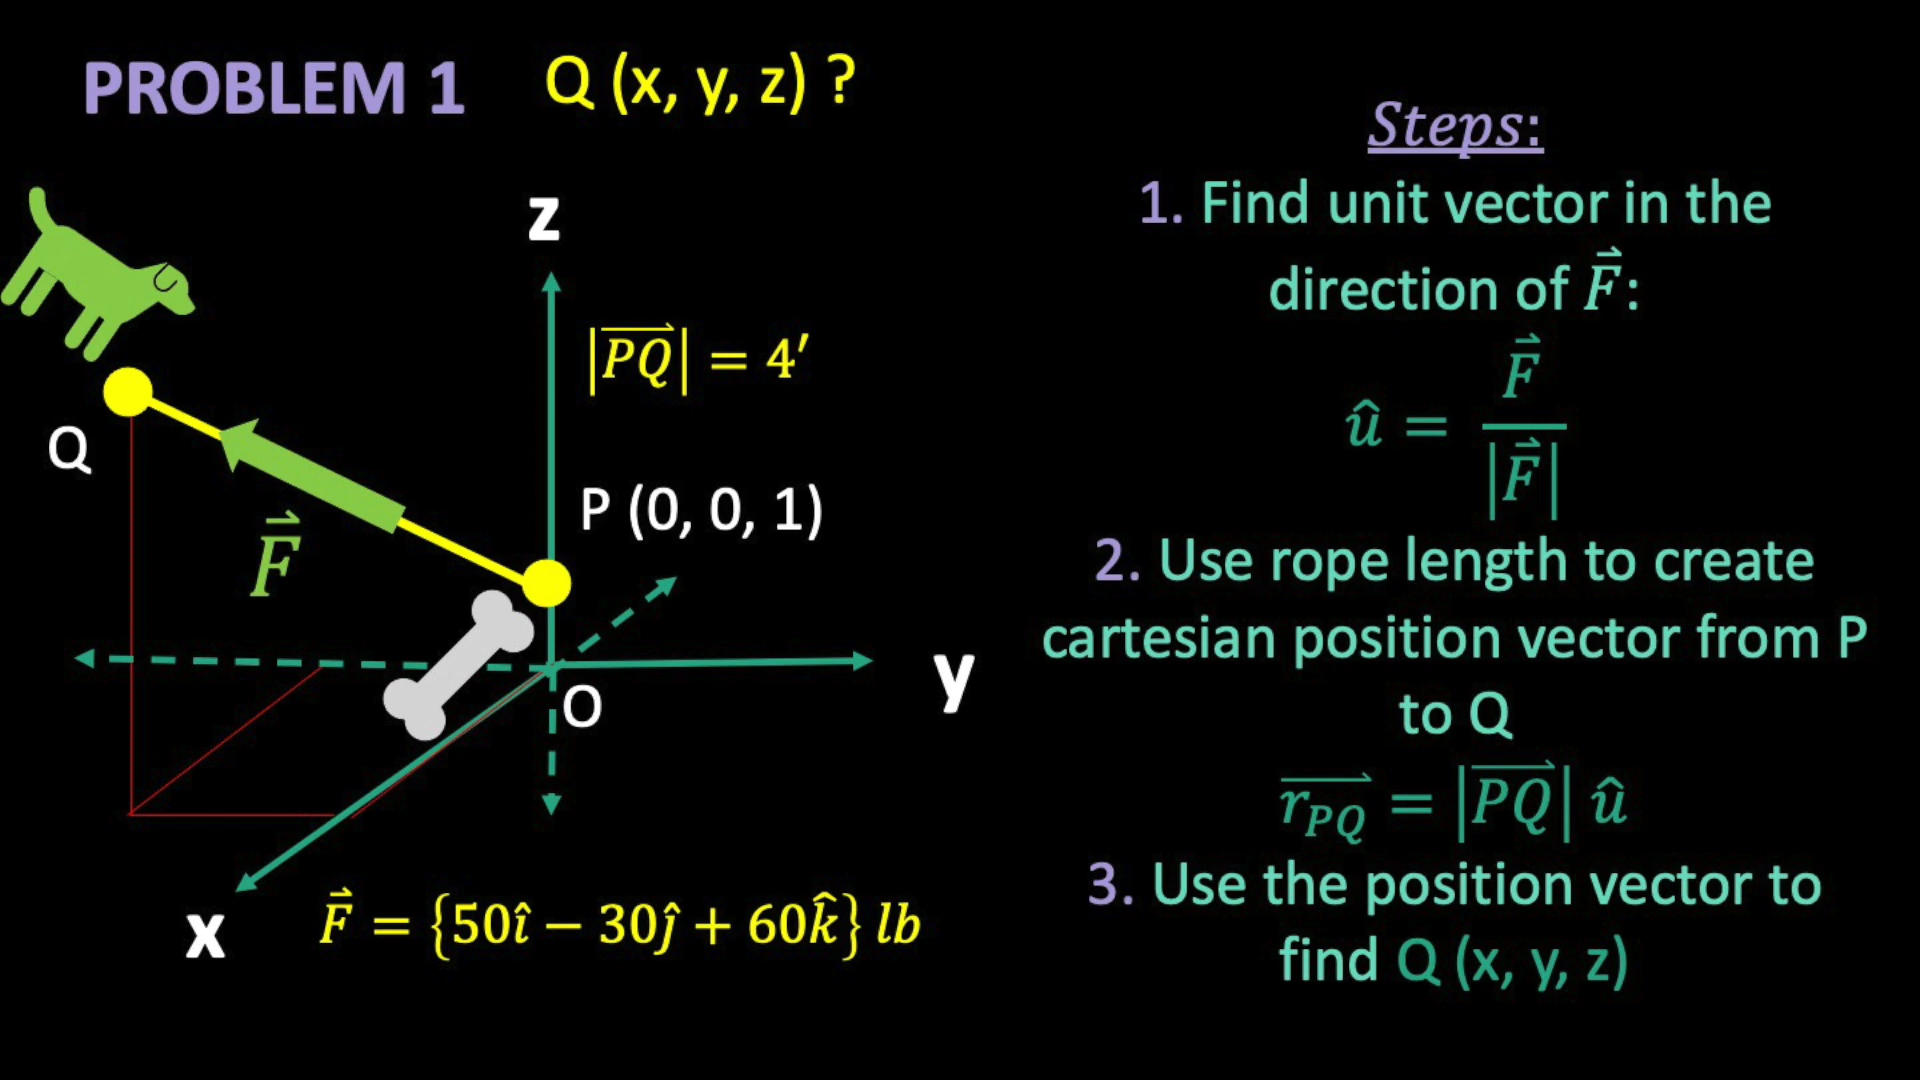 PROBLEM 1
Q (x, y, z) ?
z
|PQ⃗| = 4′
P (0, 0, 1)
Q
F⃗
O
y
x
F⃗ = {50î − 30ĵ + 60k̂} lb
Steps:
1. Find unit vector in the
direction of F⃗:
û = F⃗ / |F⃗|
2. Use rope length to create
cartesian position vector from P
to Q
r_PQ⃗ = |PQ⃗| û
3. Use the position vector to
find Q (x, y, z)